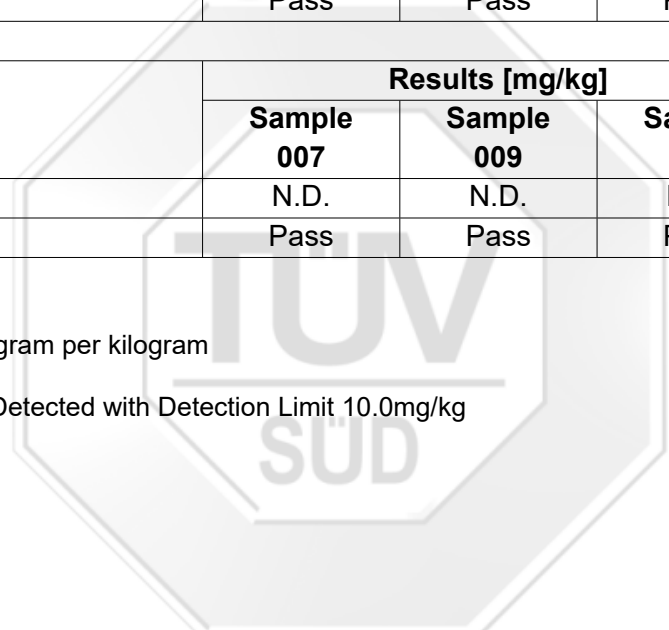 Pass Pass
Results [mg/kg]
Sample Sample
007 009
N.D. N.D.
Pass Pass
gram per kilogram
Detected with Detection Limit 10.0mg/kg
TÜV
SÜD